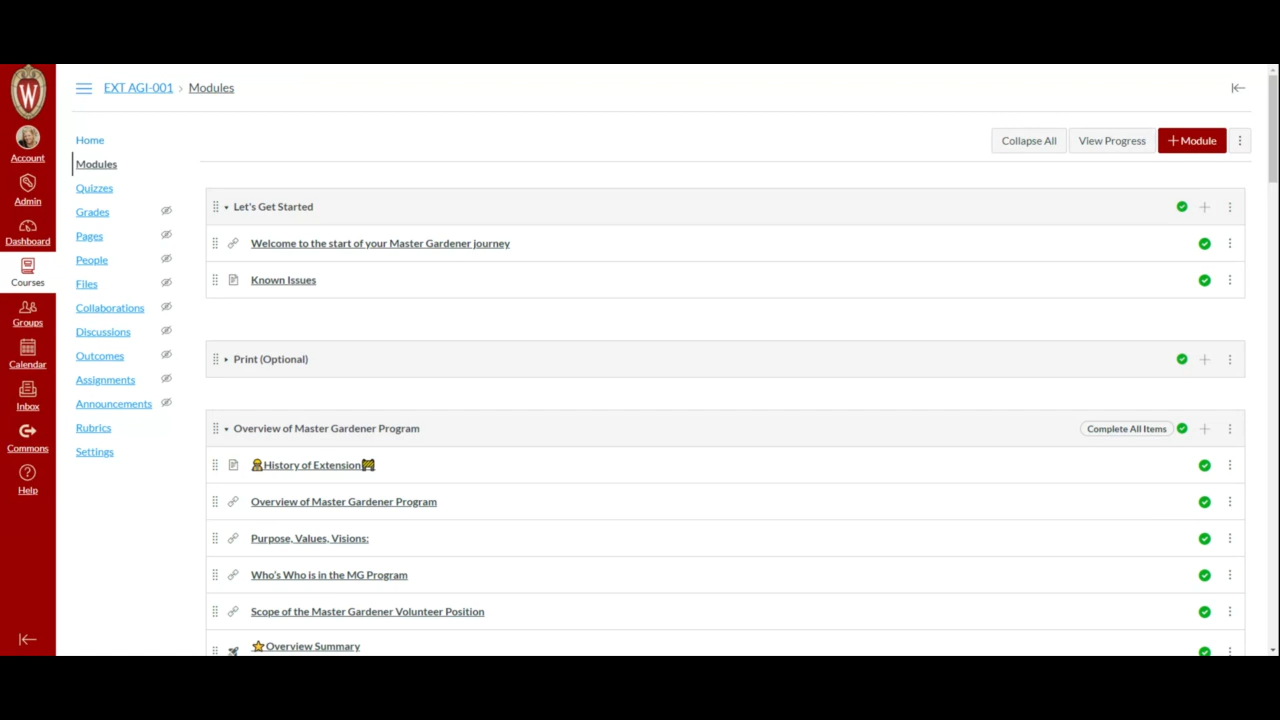 W
EXT AGI-001 › Modules
Account
Admin
Dashboard
Courses
Groups
Calendar
Inbox
Commons
Help
Home
Modules
Quizzes
Grades
Pages
People
Files
Collaborations
Discussions
Outcomes
Assignments
Announcements
Rubrics
Settings
Collapse All View Progress + Module
Let's Get Started
Welcome to the start of your Master Gardener journey
Known Issues
Print (Optional)
Overview of Master Gardener Program Complete All Items
History of Extension
Overview of Master Gardener Program
Purpose, Values, Visions:
Who's Who is in the MG Program
Scope of the Master Gardener Volunteer Position
Overview Summary